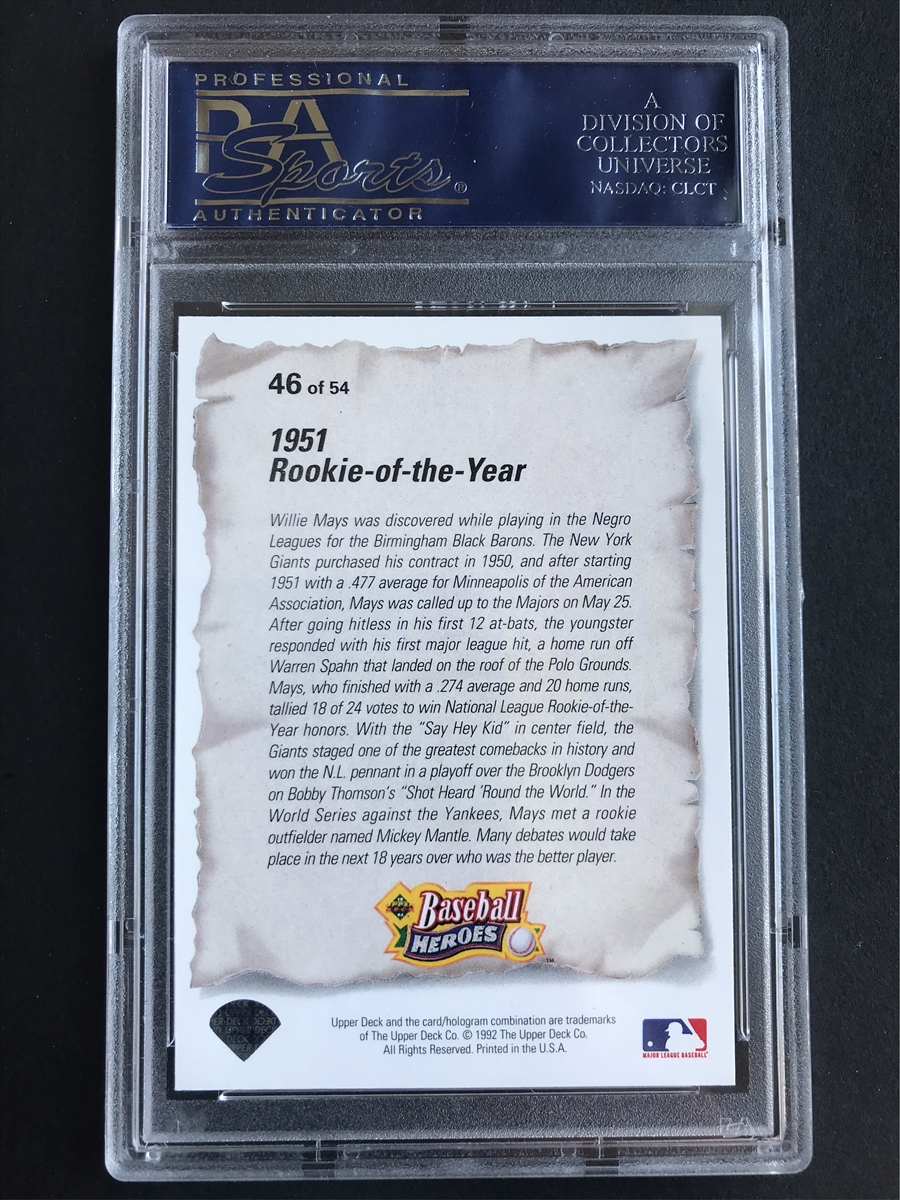 PROFESSIONAL
PSA
Sports®
AUTHENTICATOR
A
DIVISION OF
COLLECTORS
UNIVERSE
NASDAQ: CLCT
46 of 54
1951
Rookie-of-the-Year
Willie Mays was discovered while playing in the Negro
Leagues for the Birmingham Black Barons. The New York
Giants purchased his contract in 1950, and after starting
1951 with a .477 average for Minneapolis of the American
Association, Mays was called up to the Majors on May 25.
After going hitless in his first 12 at-bats, the youngster
responded with his first major league hit, a home run off
Warren Spahn that landed on the roof of the Polo Grounds.
Mays, who finished with a .274 average and 20 home runs,
tallied 18 of 24 votes to win National League Rookie-of-the-
Year honors. With the "Say Hey Kid" in center field, the
Giants staged one of the greatest comebacks in history and
won the N.L. pennant in a playoff over the Brooklyn Dodgers
on Bobby Thomson's "Shot Heard 'Round the World." In the
World Series against the Yankees, Mays met a rookie
outfielder named Mickey Mantle. Many debates would take
place in the next 18 years over who was the better player.
Baseball
HEROES
TM
Upper Deck and the card/hologram combination are trademarks
of The Upper Deck Co. © 1992 The Upper Deck Co.
All Rights Reserved. Printed in the U.S.A.
MAJOR LEAGUE BASEBALL®